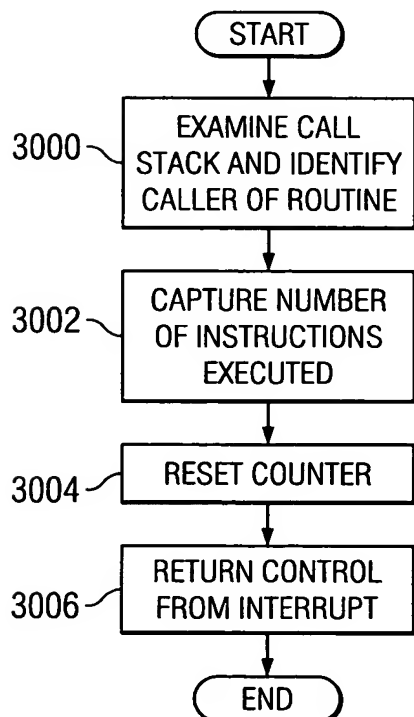 START
3000
EXAMINE CALL
STACK AND IDENTIFY
CALLER OF ROUTINE
3002
CAPTURE NUMBER
OF INSTRUCTIONS
EXECUTED
3004
RESET COUNTER
3006
RETURN CONTROL
FROM INTERRUPT
END